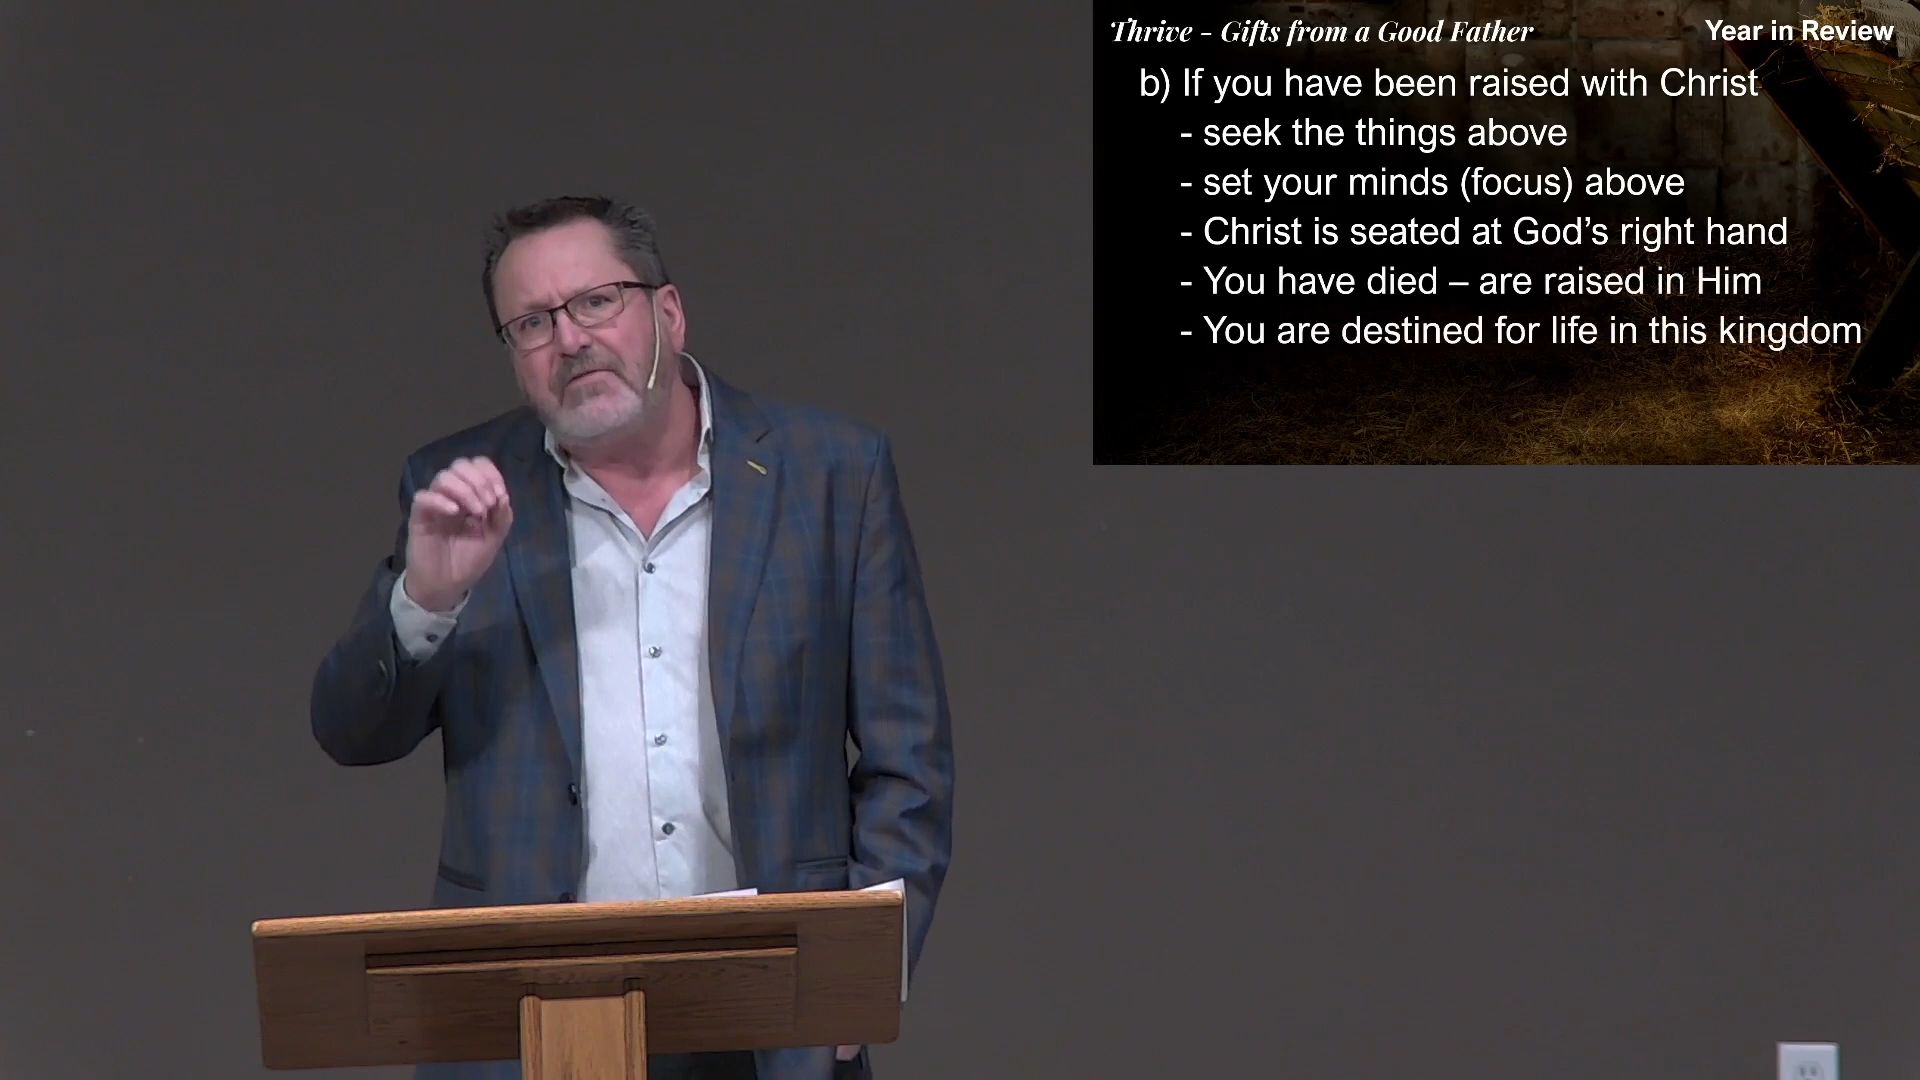 Thrive - Gifts from a Good Father
Year in Review
b) If you have been raised with Christ
- seek the things above
- set your minds (focus) above
- Christ is seated at God’s right hand
- You have died – are raised in Him
- You are destined for life in this kingdom